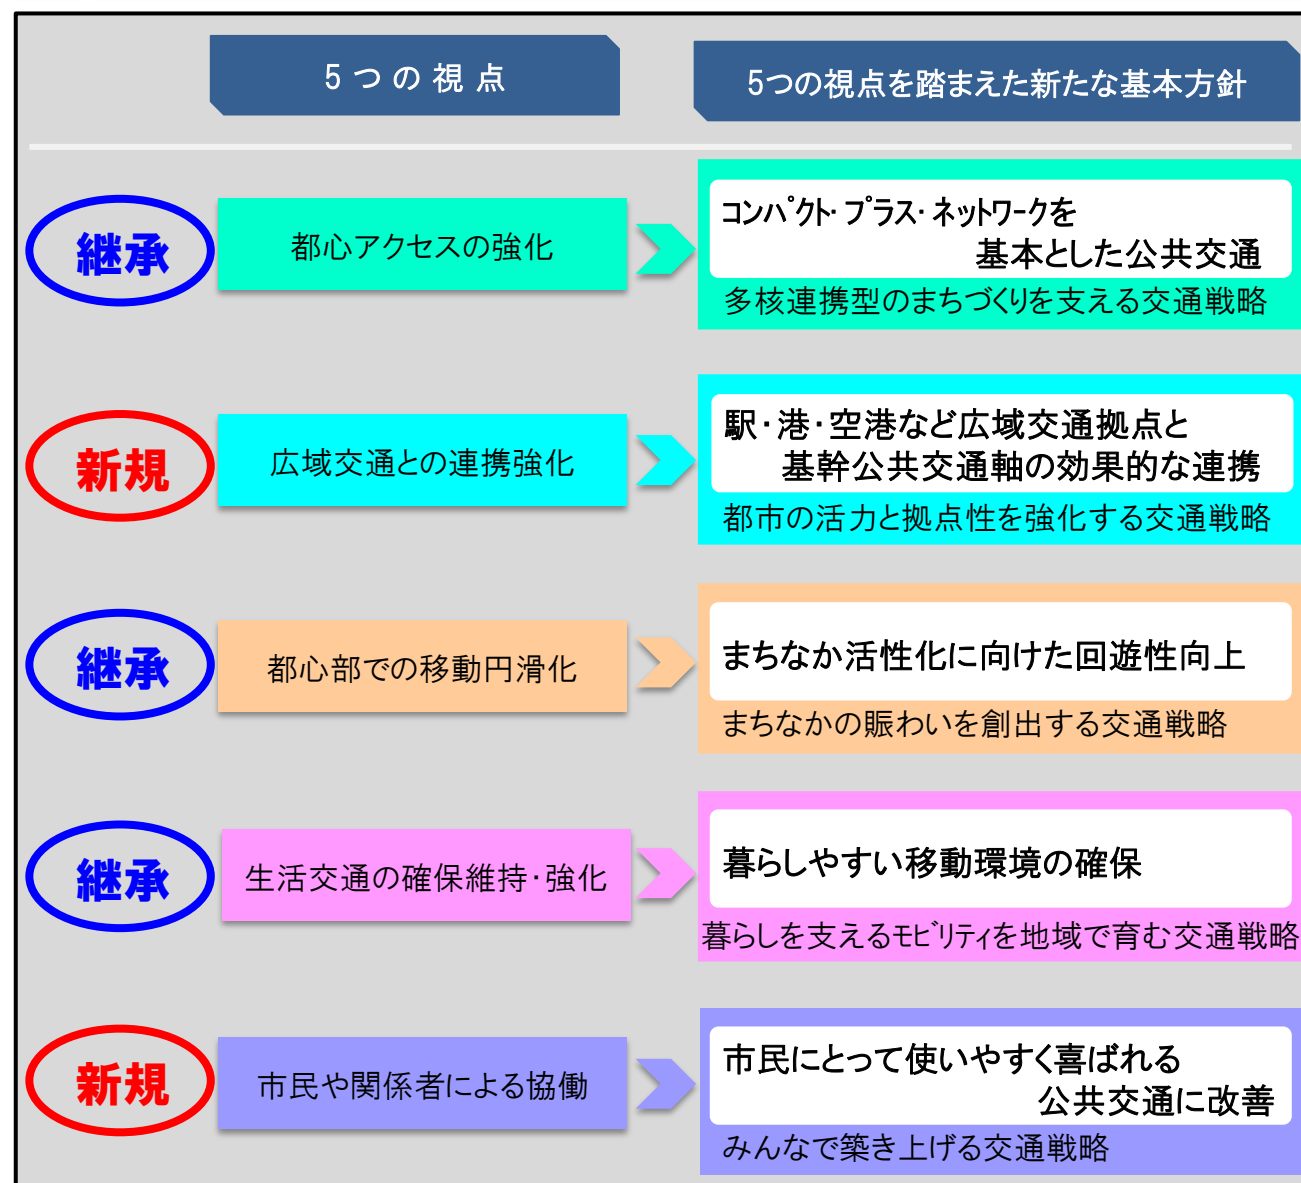 5つの視点
5つの視点を踏まえた新たな基本方針
継承
都心アクセスの強化
コンパクト・プラス・ネットワークを
基本とした公共交通
多核連携型のまちづくりを支える交通戦略
新規
広域交通との連携強化
駅・港・空港など広域交通拠点と
基幹公共交通軸の効果的な連携
都市の活力と拠点性を強化する交通戦略
継承
都心部での移動円滑化
まちなか活性化に向けた回遊性向上
まちなかの賑わいを創出する交通戦略
継承
生活交通の確保維持・強化
暮らしやすい移動環境の確保
暮らしを支えるモビリティを地域で育む交通戦略
新規
市民や関係者による協働
市民にとって使いやすく喜ばれる
公共交通に改善
みんなで築き上げる交通戦略